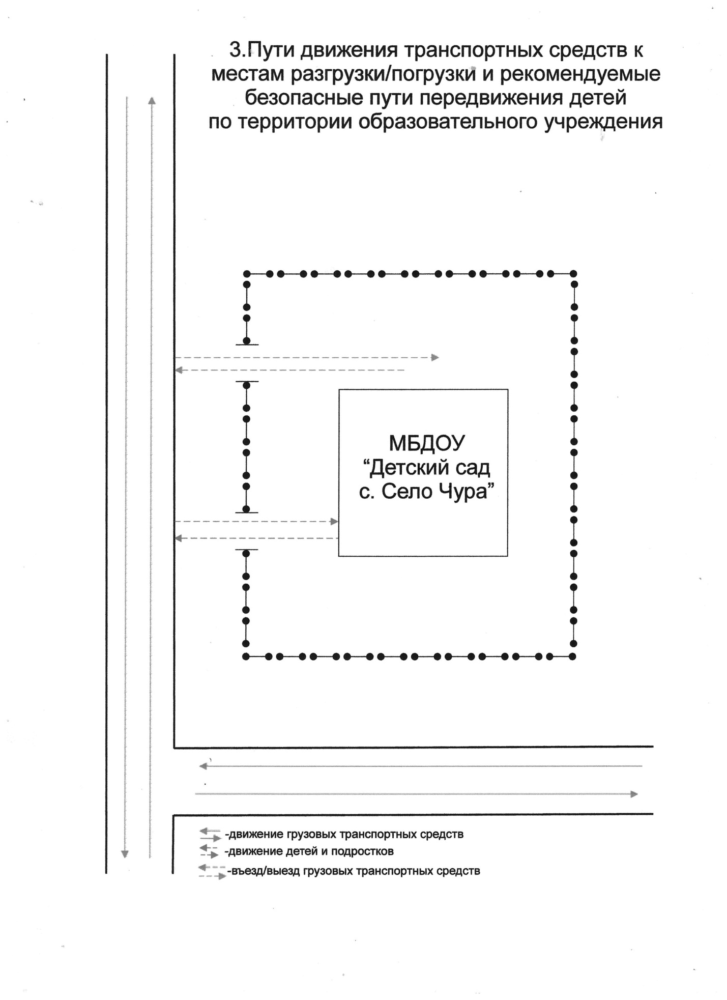 3.Пути движения транспортных средств к
местам разгрузки/погрузки и рекомендуемые
безопасные пути передвижения детей
по территории образовательного учреждения
МБДОУ
“Детский сад
с. Село Чура”
-движение грузовых транспортных средств
-движение детей и подростков
-въезд/выезд грузовых транспортных средств